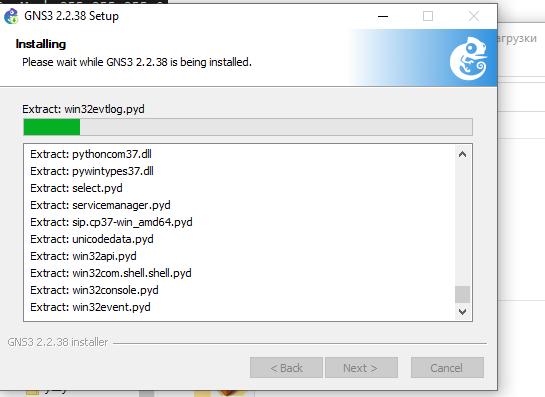 GNS3 2.2.38 Setup
Installing
Please wait while GNS3 2.2.38 is being installed.
агрузки
Extract: win32evtlog.pyd
Extract: pythoncom37.dll
Extract: pywintypes37.dll
Extract: select.pyd
Extract: servicemanager.pyd
Extract: sip.cp37-win_amd64.pyd
Extract: unicodedata.pyd
Extract: win32api.pyd
Extract: win32com.shell.shell.pyd
Extract: win32console.pyd
Extract: win32event.pyd
GNS3 2.2.38 installer
< Back
Next >
Cancel